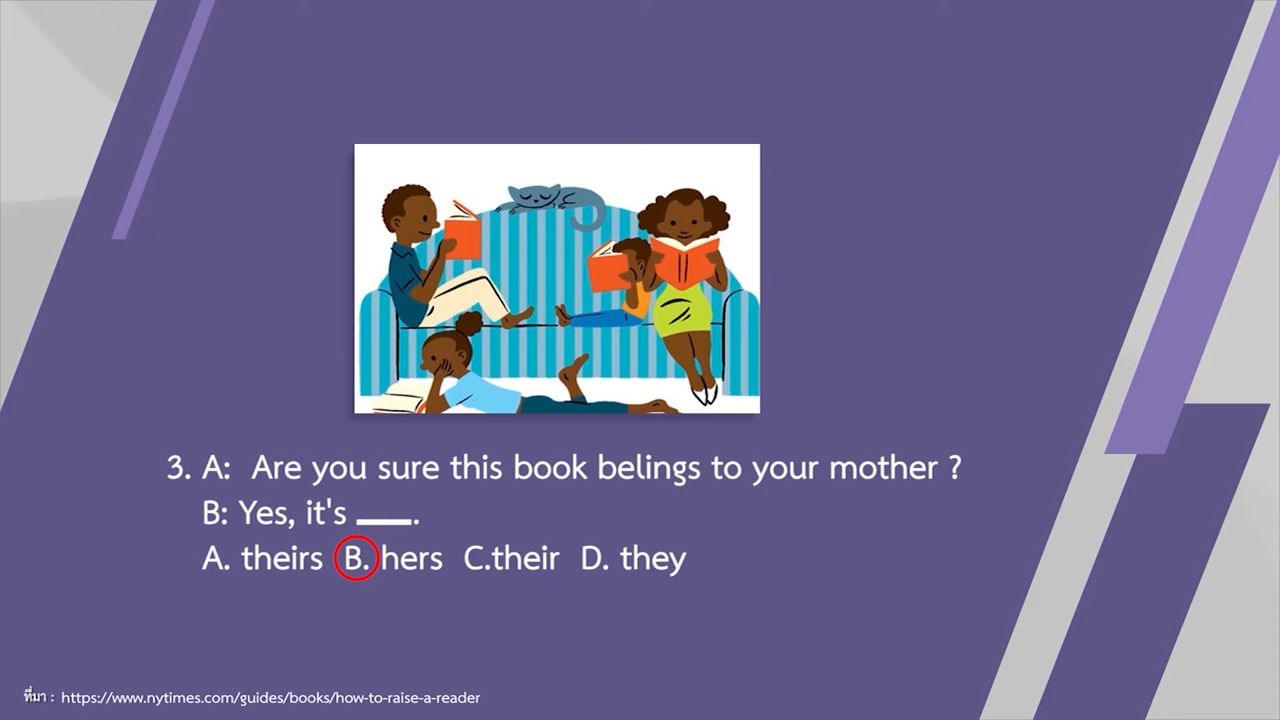 3. A: Are you sure this book belings to your mother ?
B: Yes, it's ____.
A. theirs B. hers C.their D. they
ที่มา : https://www.nytimes.com/guides/books/how-to-raise-a-reader